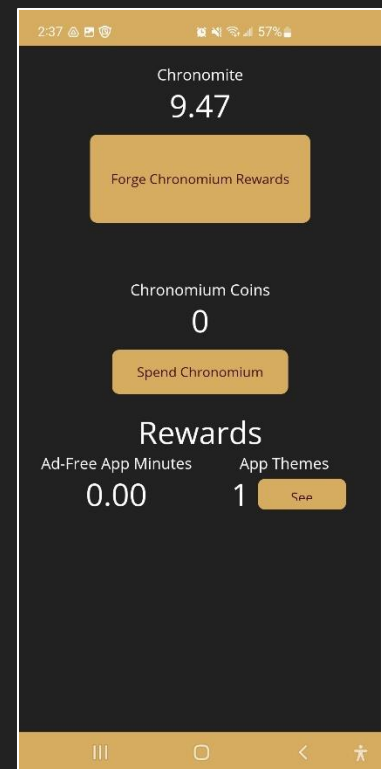 2:37 57%
Chronomite
9.47
Forge Chronomium Rewards
Chronomium Coins
0
Spend Chronomium
Rewards
Ad-Free App Minutes App Themes
0.00 1 See